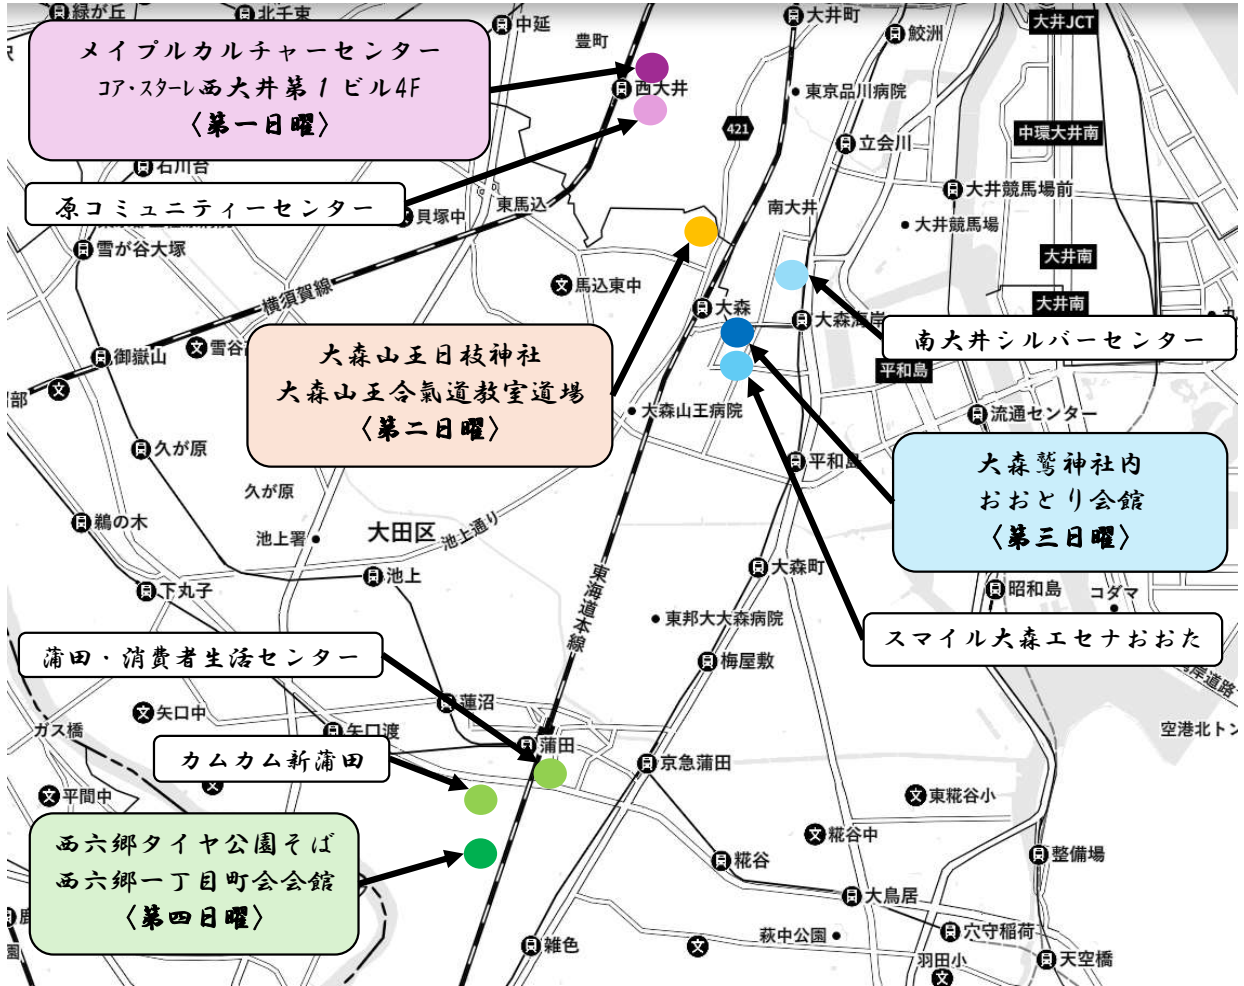 緑が丘
北千束
中延
豊町
大井町
鮫洲
大井JCT
メイプルカルチャーセンター
コア・スターレ西大井第1ビル4F
〈第一日曜〉
西大井
東京品川病院
421
立会川
中環大井南
石川台
原コミュニティーセンター
貝塚中
東馬込
南大井
大井競馬場前
大井競馬場
雪が谷大塚
大井南
馬込東中
横須賀線
大井南
大森
大森海岸
南大井シルバーセンター
御嶽山
雪谷
平和島
大森山王日枝神社
大森山王合氣道教室道場
〈第二日曜〉
部
大森山王病院
流通センター
久が原
平和島
大森鷲神社内
おおとり会館
〈第三日曜〉
久が原
鵜の木
池上署
大田区
池上通り
池上
下丸子
東海道本線
大森町
昭和島
コダマ
東邦大大森病院
スマイル大森エセナおおた
蒲田・消費者生活センター
梅屋敷
岸道路
矢口中
蓮沼
ガス橋
矢口渡
蒲田
空港北トン
カムカム新蒲田
京急蒲田
平間中
東糀谷小
西六郷タイヤ公園そば
西六郷一丁目町会会館
〈第四日曜〉
糀谷中
糀谷
整備場
大鳥居
鹿
園
雑色
萩中公園
穴守稲荷
羽田小
天空橋